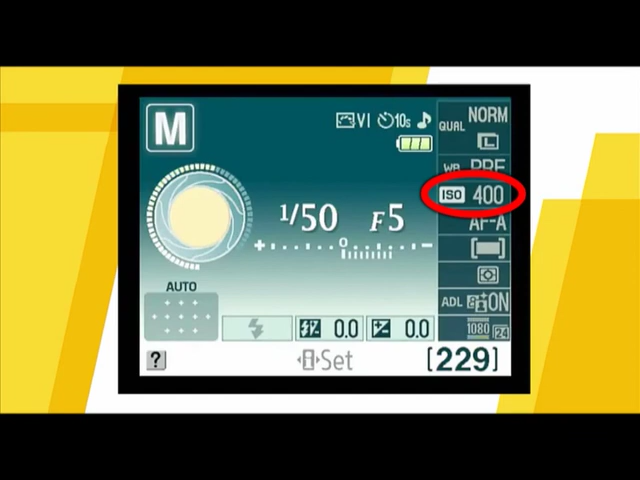 M
VI 10s
QUAL NORM
L
WB PRE
ISO 400
1/50 F5
AF-A
AUTO
ADL ON
0.0 0.0
1080 24
? i Set [229]